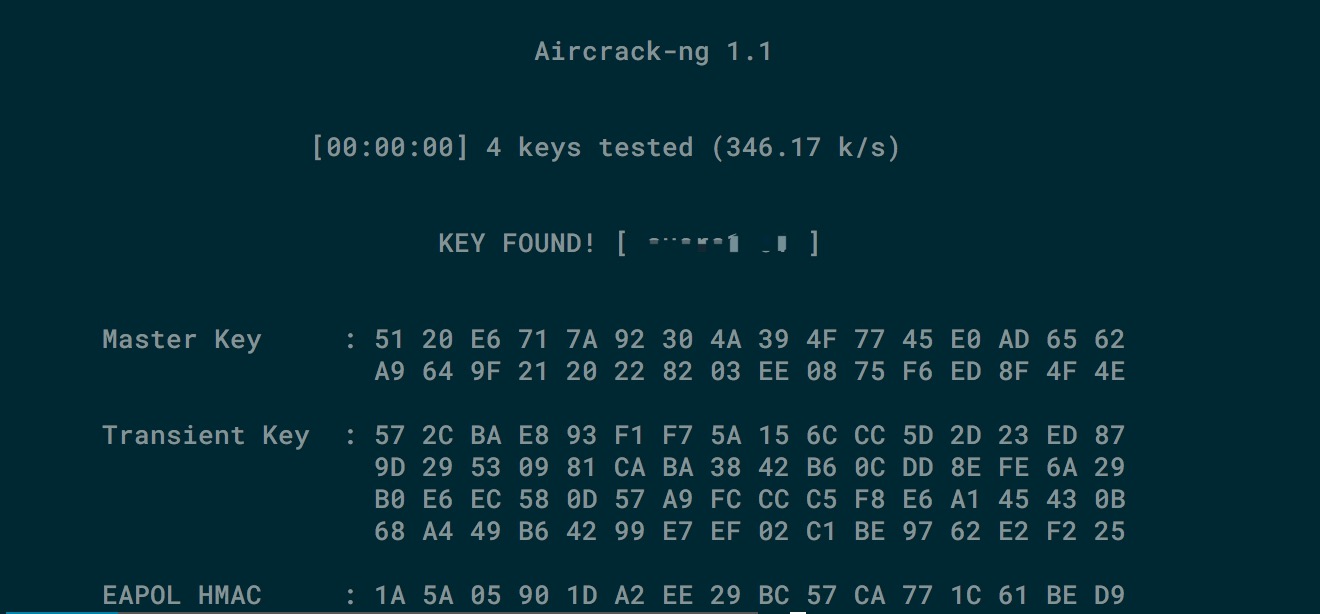 Aircrack-ng 1.1
[00:00:00] 4 keys tested (346.17 k/s)
KEY FOUND! [ ]
Master Key : 51 20 E6 71 7A 92 30 4A 39 4F 77 45 E0 AD 65 62
A9 64 9F 21 20 22 82 03 EE 08 75 F6 ED 8F 4F 4E
Transient Key : 57 2C BA E8 93 F1 F7 5A 15 6C CC 5D 2D 23 ED 87
9D 29 53 09 81 CA BA 38 42 B6 0C DD 8E FE 6A 29
B0 E6 EC 58 0D 57 A9 FC CC C5 F8 E6 A1 45 43 0B
68 A4 49 B6 42 99 E7 EF 02 C1 BE 97 62 E2 F2 25
EAPOL HMAC : 1A 5A 05 90 1D A2 EE 29 BC 57 CA 77 1C 61 BE D9